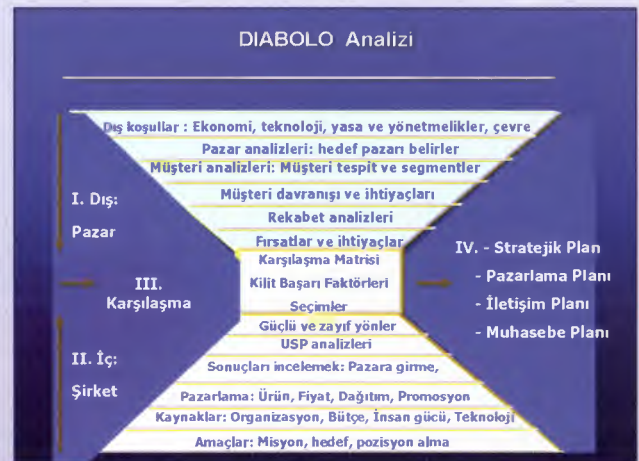 DIABOLO Analizi
Dış koşullar : Ekonomi, teknoloji, yasa ve yönetmelikler, çevre
Pazar analizleri: hedef pazarı belirler
Müşteri analizleri: Müşteri tespit ve segmentler
Müşteri davranışı ve ihtiyaçları
Rekabet analizleri
Fırsatlar ve ihtiyaçlar
I. Dış:
Pazar
Karşılaşma Matrisi
Kilit Başarı Faktörleri
Seçimler
III.
Karşılaşma
IV. - Stratejik Plan
- Pazarlama Planı
- İletişim Planı
- Muhasebe Planı
II. İç:
Şirket
Güçlü ve zayıf yönler
USP analizleri
Sonuçları incelemek: Pazara girme,
Pazarlama: Ürün, Fiyat, Dağıtım, Promosyon
Kaynaklar: Organizasyon, Bütçe, İnsan gücü, Teknoloji
Amaçlar: Misyon, hedef, pozisyon alma